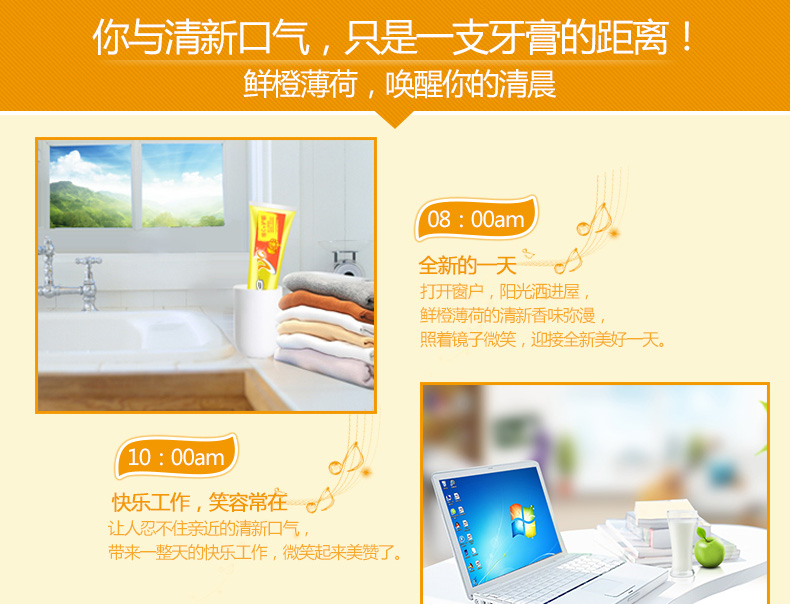 你与清新口气，只是一支牙膏的距离！
鲜橙薄荷，唤醒你的清晨
08：00am
全新的一天
打开窗户，阳光洒进屋，
鲜橙薄荷的清新香味弥漫，
照着镜子微笑，迎接全新美好一天。
10：00am
快乐工作，笑容常在
让人忍不住亲近的清新口气，
带来一整天的快乐工作，微笑起来美赞了。